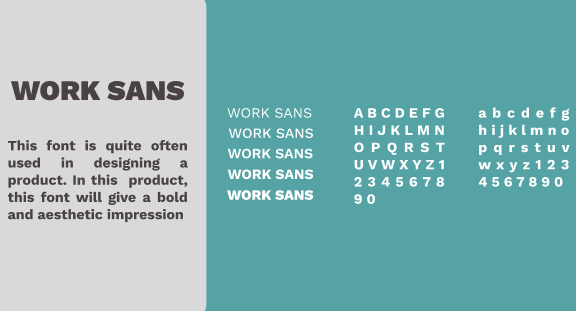 WORK SANS
This font is quite often
used in designing a
product. In this product,
this font will give a bold
and aesthetic impression
WORK SANS
WORK SANS
WORK SANS
WORK SANS
WORK SANS
A B C D E F G
H I J K L M N
O P Q R S T
U V W X Y Z 1
2 3 4 5 6 7 8
9 0
a b c d e f g
h i j k l m n o
p q r s t u v
w x y z 1 2 3
4 5 6 7 8 9 0